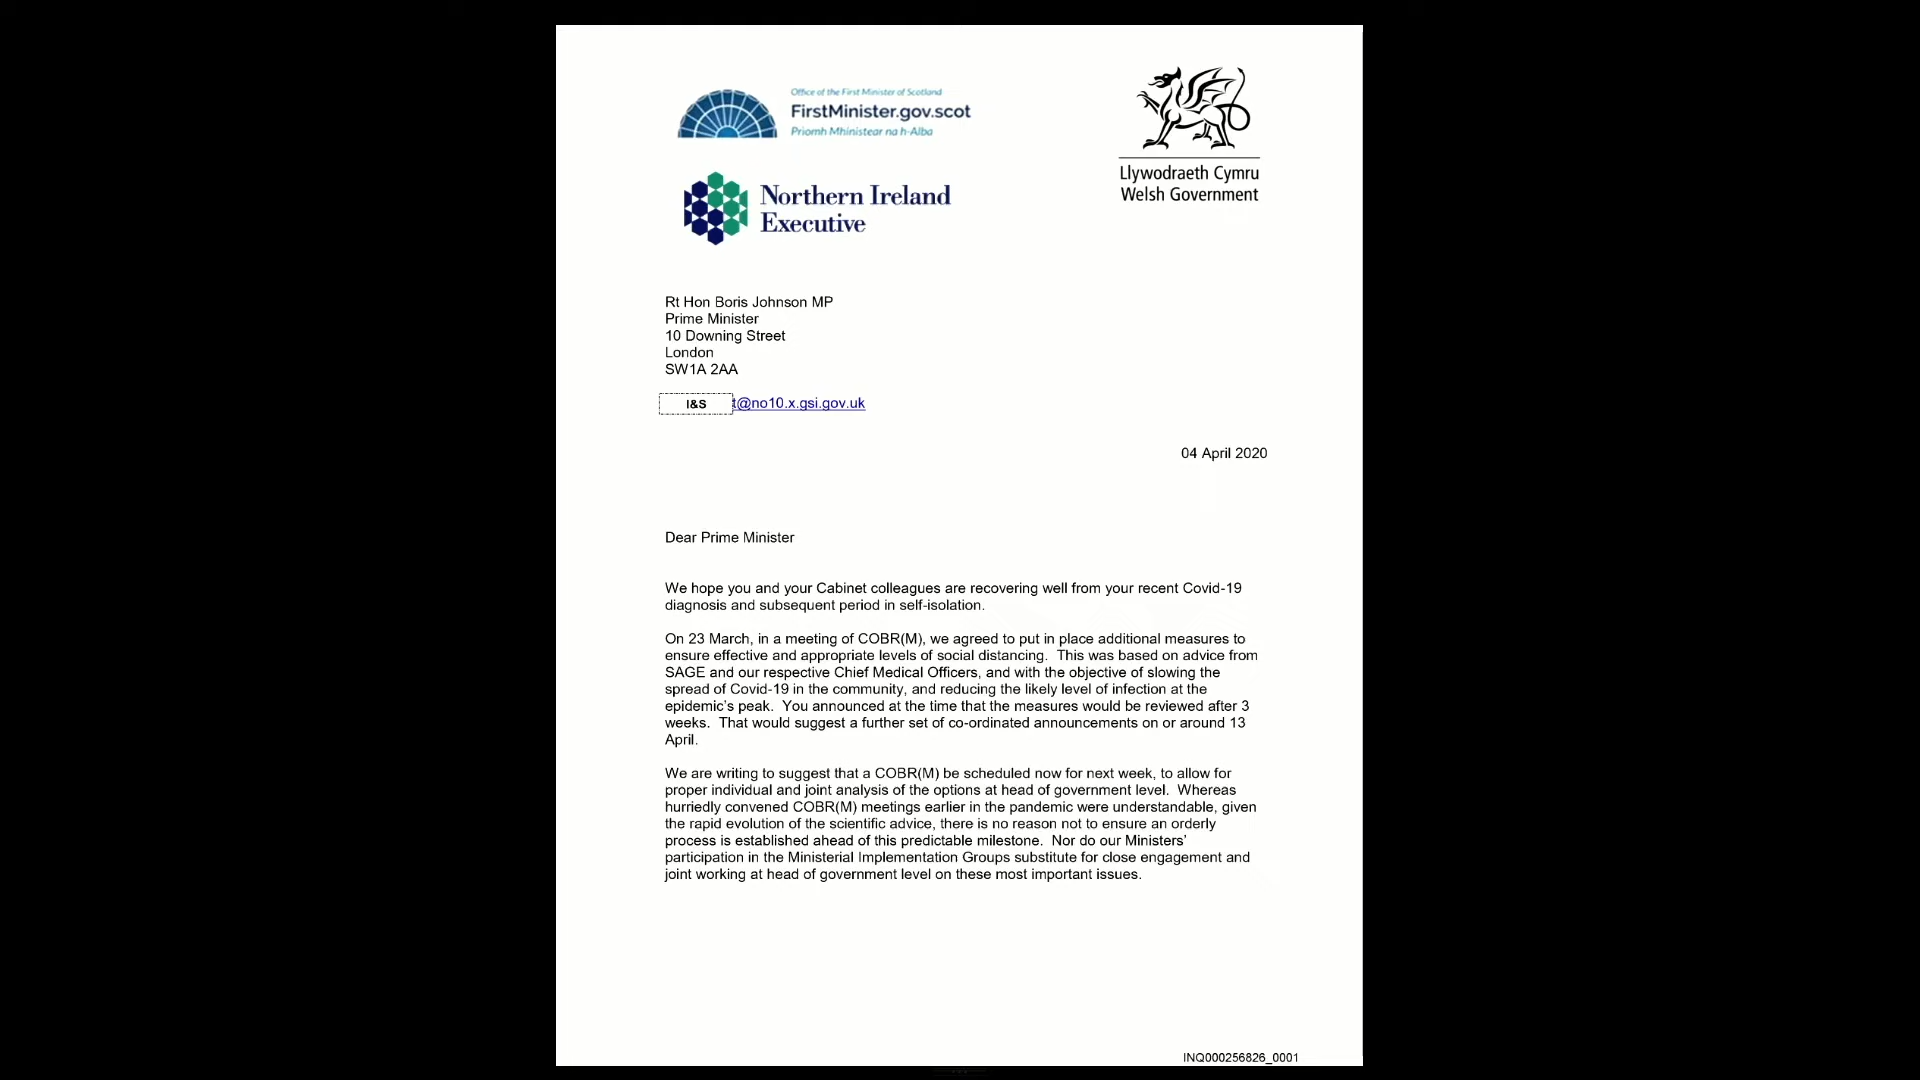 Office of the First Minister of Scotland
FirstMinister.gov.scot
Prìomh Mhinistear na h-Alba
Llywodraeth Cymru
Welsh Government
Northern Ireland
Executive
Rt Hon Boris Johnson MP
Prime Minister
10 Downing Street
London
SW1A 2AA
I&S t@no10.x.gsi.gov.uk
04 April 2020
Dear Prime Minister
We hope you and your Cabinet colleagues are recovering well from your recent Covid-19
diagnosis and subsequent period in self-isolation.
On 23 March, in a meeting of COBR(M), we agreed to put in place additional measures to
ensure effective and appropriate levels of social distancing.  This was based on advice from
SAGE and our respective Chief Medical Officers, and with the objective of slowing the
spread of Covid-19 in the community, and reducing the likely level of infection at the
epidemic's peak.  You announced at the time that the measures would be reviewed after 3
weeks.  That would suggest a further set of co-ordinated announcements on or around 13
April.
We are writing to suggest that a COBR(M) be scheduled now for next week, to allow for
proper individual and joint analysis of the options at head of government level.  Whereas
hurriedly convened COBR(M) meetings earlier in the pandemic were understandable, given
the rapid evolution of the scientific advice, there is no reason not to ensure an orderly
process is established ahead of this predictable milestone.  Nor do our Ministers'
participation in the Ministerial Implementation Groups substitute for close engagement and
joint working at head of government level on these most important issues.
INQ000256826_0001